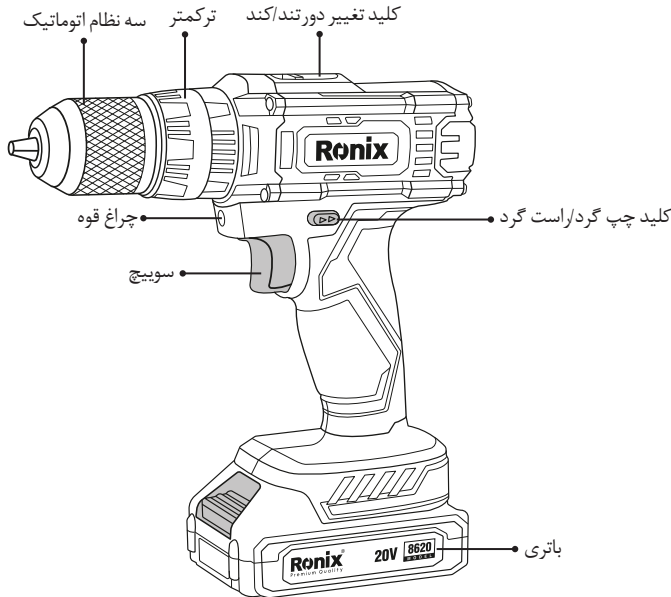 کلید تغییر دورتند/کند
ترکمتر
سه نظام اتوماتیک
Ronix
کلید چپ گرد/راست گرد
چراغ قوه
سوییچ
باتری
Ronix®
Premium Quality
20V
8620
MODEL